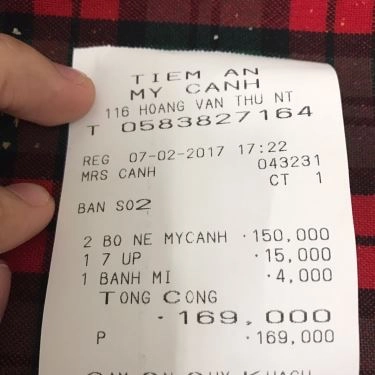 TIEM AN
MY CANH
116 HOANG VAN THU NT
T 0583827164
REG 07-02-2017 17:22
043231
MRS CANH
CT 1
BAN SO2
2 BO NE MYCANH ·150,000
1 7 UP ·15,000
1 BANH MI ·4,000
TONG CONG
·169,000
P ·169,000